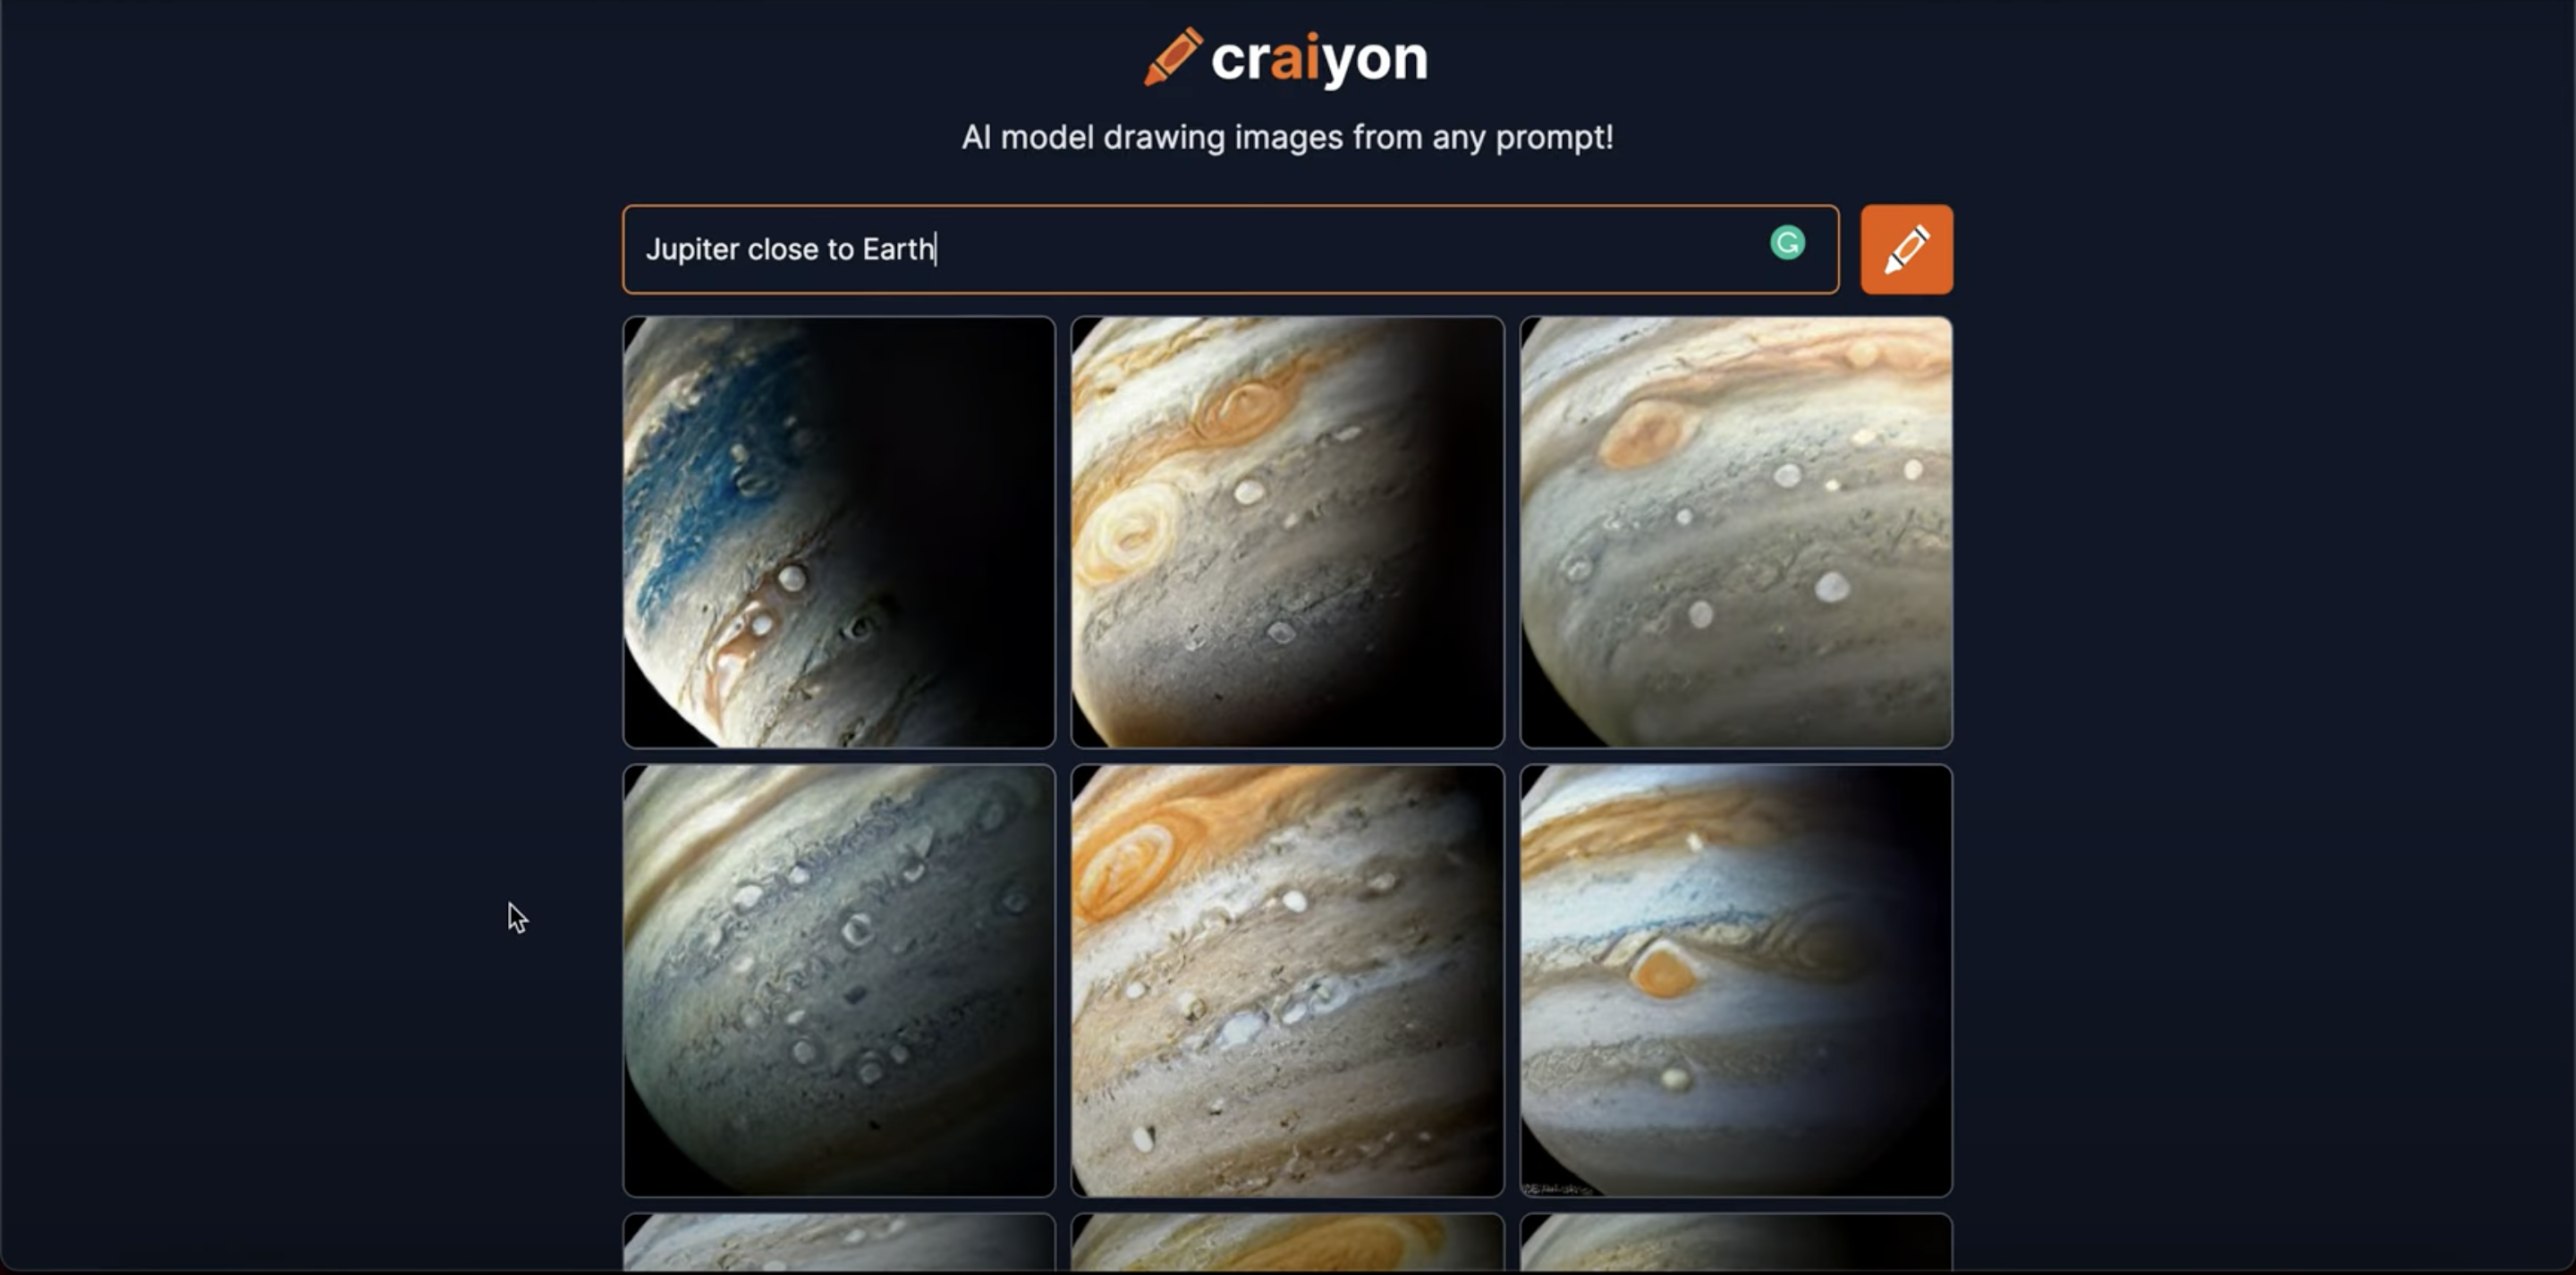 craiyon
AI model drawing images from any prompt!
Jupiter close to Earth